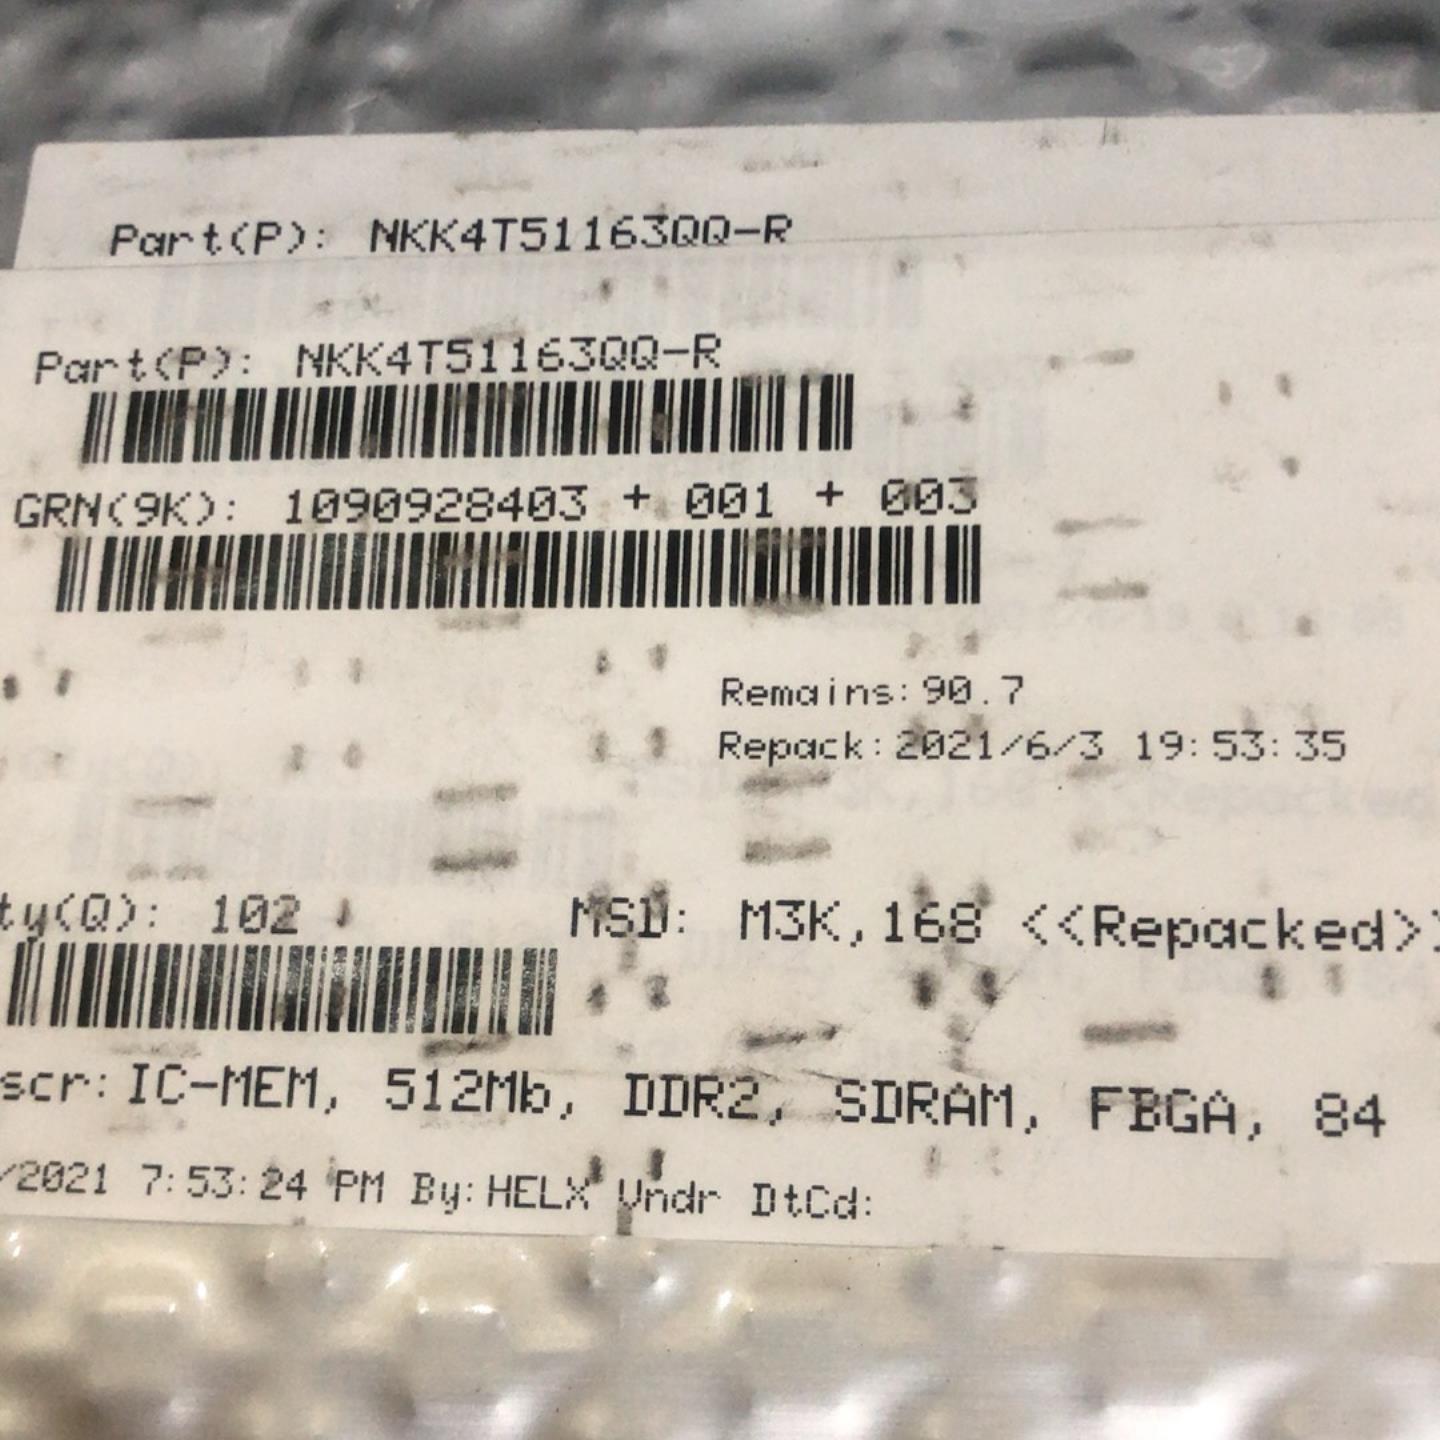 Part(P): NKK4T51163QQ-R
Part(P): NKK4T51163QQ-R
GRN(9K): 1090928403 + 001 + 003
Remains:90.7
Repack:2021/6/3 19:53:35
ty(Q): 102
MSD: M3K,168 <<Repacked>>
scr:IC-MEM, 512Mb, DDR2, SDRAM, FBGA, 84
/2021 7:53:24 PM By:HELX Vndr DtCd: